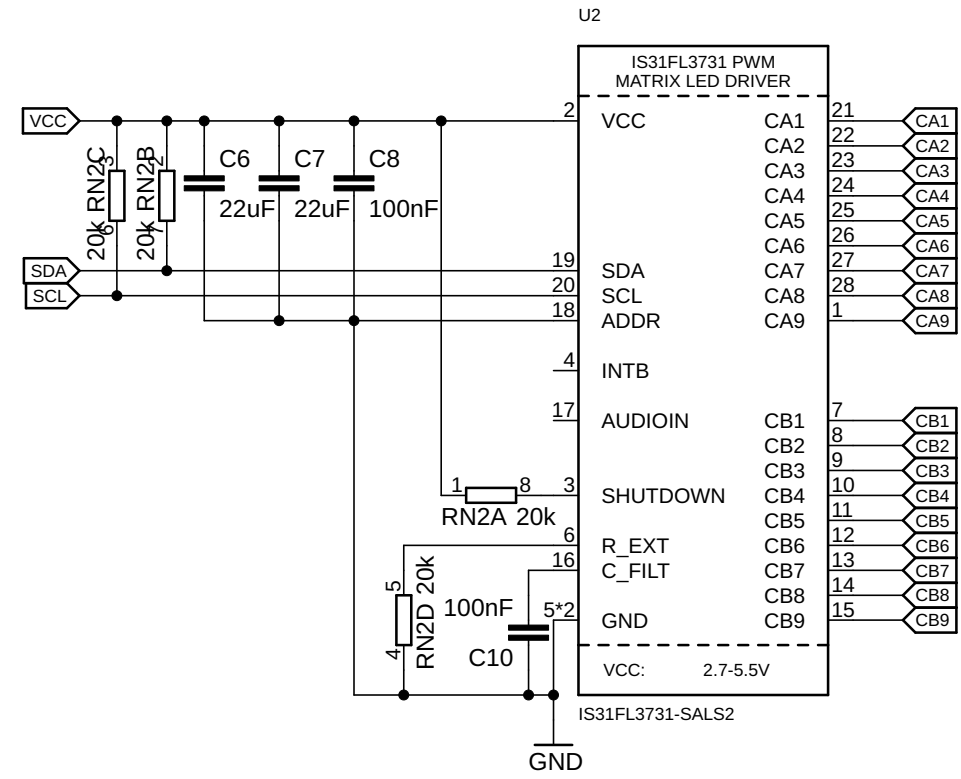 U2
IS31FL3731 PWM
MATRIX LED DRIVER
VCC
2
VCC
CA1
21
CA1
CA2
22
CA2
CA3
23
CA3
CA4
24
CA4
CA5
25
CA5
CA6
26
CA6
CA7
27
CA7
CA8
28
CA8
CA9
1
CA9
20k RN2C
3
6
20k RN2B
2
7
C6
22uF
C7
22uF
C8
100nF
SDA
19
SDA
SCL
20
SCL
18
ADDR
4
INTB
17
AUDIOIN
CB1
7
CB1
CB2
8
CB2
CB3
9
CB3
CB4
10
CB4
CB5
11
CB5
CB6
12
CB6
CB7
13
CB7
CB8
14
CB8
CB9
15
CB9
1
8
RN2A 20k
3
SHUTDOWN
6
R_EXT
16
C_FILT
5
4
RN2D 20k
100nF
C10
5*2
GND
VCC: 2.7-5.5V
IS31FL3731-SALS2
GND